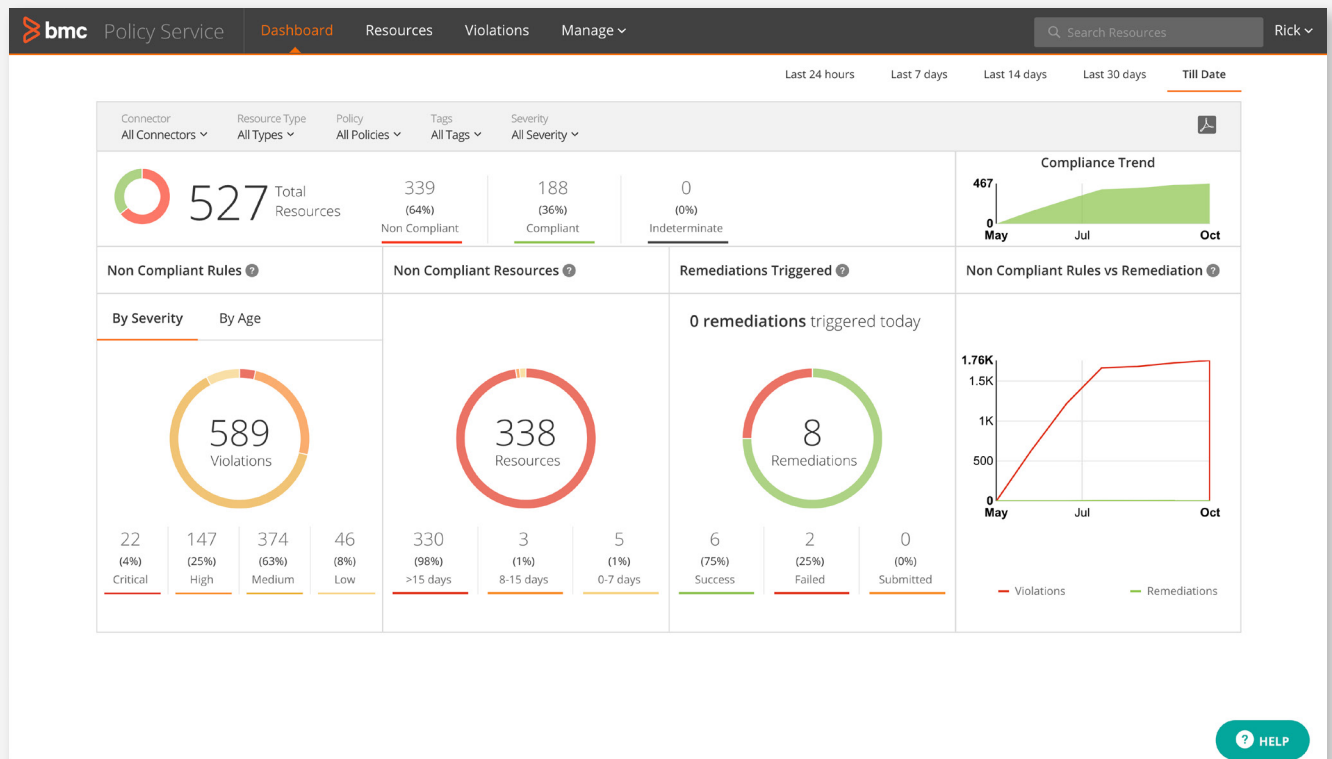 bmc Policy Service Dashboard Resources Violations Manage Search Resources Rick
Last 24 hours Last 7 days Last 14 days Last 30 days Till Date
Connector Resource Type Policy Tags Severity
All Connectors All Types All Policies All Tags All Severity
527 Total Resources
339 188 0
(64%) (36%) (0%)
Non Compliant Compliant Indeterminate
Compliance Trend
467
0
May Jul Oct
Non Compliant Rules ? Non Compliant Resources ? Remediations Triggered ? Non Compliant Rules vs Remediation ?
By Severity By Age
589
Violations
22 147 374 46
(4%) (25%) (63%) (8%)
Critical High Medium Low
338
Resources
330 3 5
(98%) (1%) (1%)
>15 days 8-15 days 0-7 days
0 remediations triggered today
8
Remediations
6 2 0
(75%) (25%) (0%)
Success Failed Submitted
1.76K
1.5K
1K
500
0
May Jul Oct
Violations Remediations
? HELP